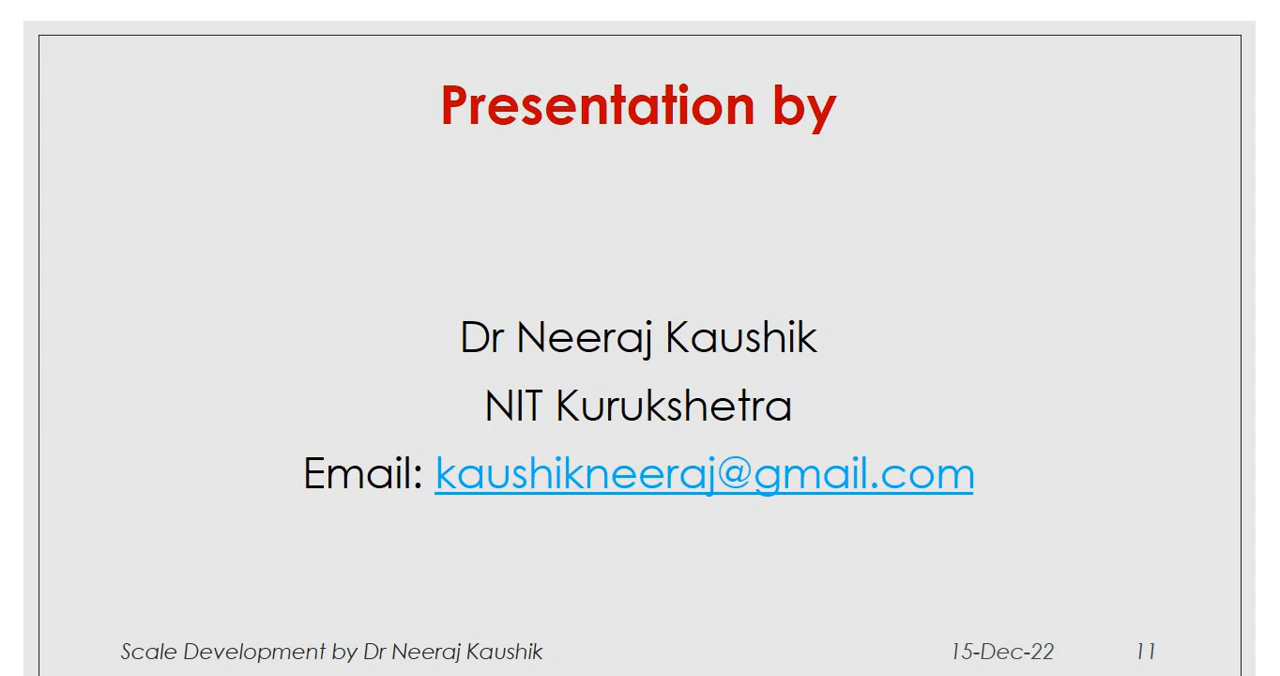 Presentation by
Dr Neeraj Kaushik
NIT Kurukshetra
Email: kaushikneeraj@gmail.com
Scale Development by Dr Neeraj Kaushik 15-Dec-22 11